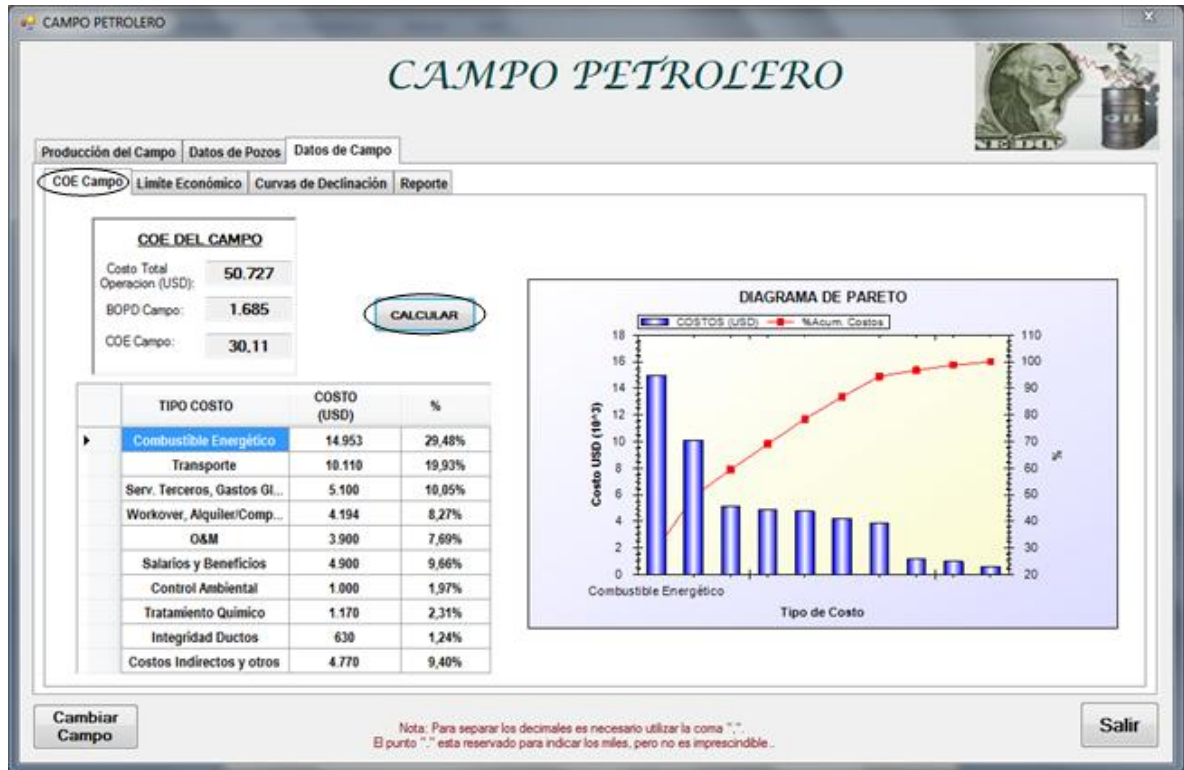 CAMPO PETROLERO
CAMPO PETROLERO
OIL
Producción del Campo Datos de Pozos Datos de Campo
COE Campo Limite Económico Curvas de Declinación Reporte
COE DEL CAMPO
Costo Total
Operacion (USD): 50.727
BOPD Campo: 1.685
COE Campo: 30,11
CALCULAR
TIPO COSTO COSTO (USD) %
Combustible Energético 14.953 29,48%
Transporte 10.110 19,93%
Serv. Terceros, Gastos Gl... 5.100 10,05%
Workover, Alquiler/Comp... 4.194 8,27%
O&M 3.900 7,69%
Salarios y Beneficios 4.900 9,66%
Control Ambiental 1.000 1,97%
Tratamiento Quimico 1.170 2,31%
Integridad Ductos 630 1,24%
Costos Indirectos y otros 4.770 9,40%
DIAGRAMA DE PARETO
COSTOS (USD) %Acum. Costos
18 110
16 100
14 90
12 80
10 70
8 60
6 50
4 40
2 30
0 20
Costo USD (10^3)
%
Combustible Energético
Tipo de Costo
Cambiar
Campo
Nota: Para separar los decimales es necesario utilizar la coma ",".
El punto "." esta reservado para indicar los miles, pero no es imprescindible..
Salir